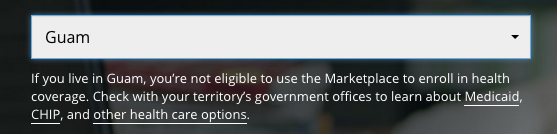 Guam
If you live in Guam, you’re not eligible to use the Marketplace to enroll in health
coverage. Check with your territory’s government offices to learn about Medicaid,
CHIP, and other health care options.